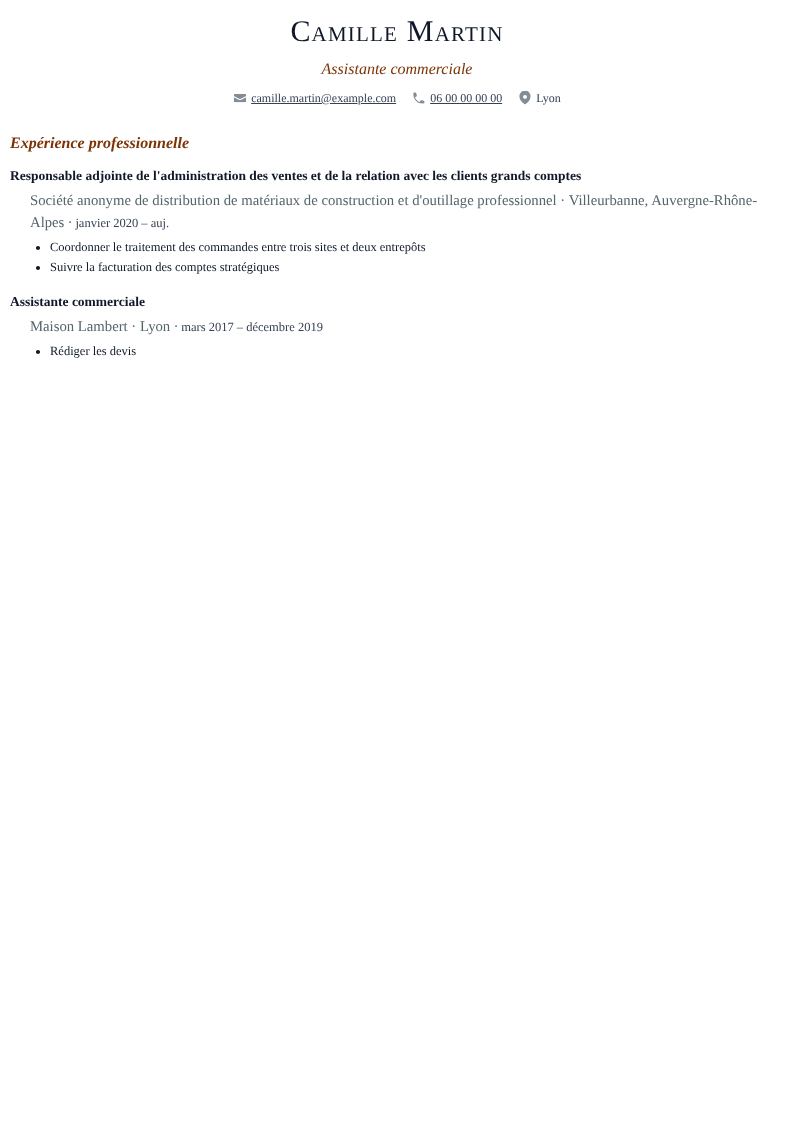 Camille Martin
Assistante commerciale
camille.martin@example.com 06 00 00 00 00 Lyon
Expérience professionnelle
Responsable adjointe de l'administration des ventes et de la relation avec les clients grands comptes
Société anonyme de distribution de matériaux de construction et d'outillage professionnel · Villeurbanne, Auvergne-Rhône-
Alpes · janvier 2020 – auj.
• Coordonner le traitement des commandes entre trois sites et deux entrepôts
• Suivre la facturation des comptes stratégiques
Assistante commerciale
Maison Lambert · Lyon · mars 2017 – décembre 2019
• Rédiger les devis